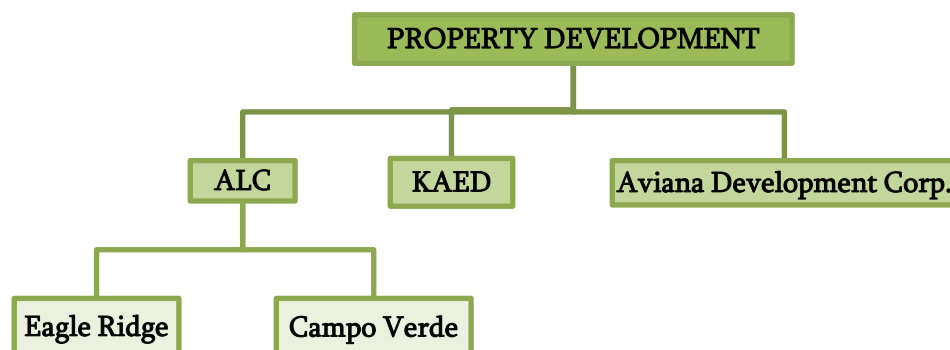 PROPERTY DEVELOPMENT
ALC
KAED
Aviana Development Corp.
Eagle Ridge
Campo Verde